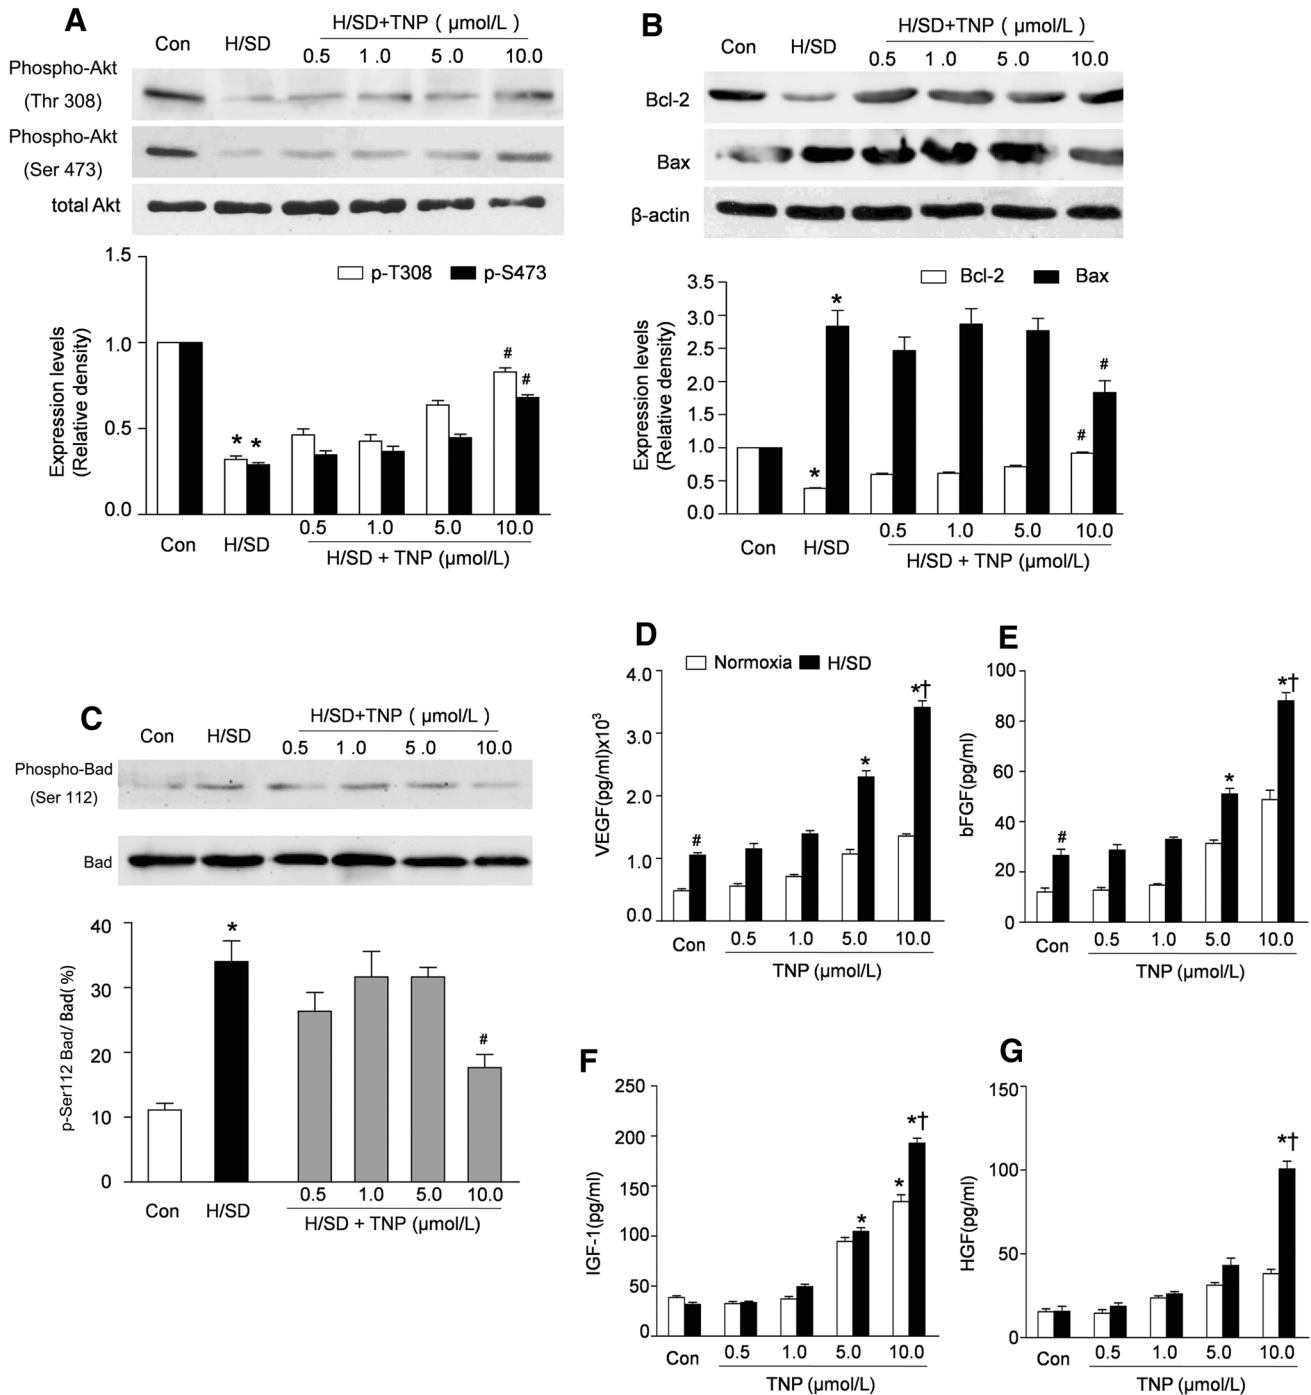 A
Con
H/SD
H/SD+TNP ( µmol/L )
0.5 1.0 5.0 10.0
Phospho-Akt
(Thr 308)
Phospho-Akt
(Ser 473)
total Akt
1.5
1.0
0.5
0.0
Expression levels
(Relative density)
p-T308 p-S473
* * # #
0.5 1.0 5.0 10.0
Con H/SD
H/SD + TNP (µmol/L)
B
Con
H/SD
H/SD+TNP ( µmol/L )
0.5 1.0 5.0 10.0
Bcl-2
Bax
β-actin
3.5
3.0
2.5
2.0
1.5
1.0
0.5
0.0
Expression levels
(Relative density)
Bcl-2 Bax
* * # #
0.5 1.0 5.0 10.0
Con H/SD
H/SD + TNP (µmol/L)
C
Con
H/SD
H/SD+TNP ( µmol/L )
0.5 1.0 5.0 10.0
Phospho-Bad
(Ser 112)
Bad
40
30
20
10
0
p-Ser112 Bad/ Bad( %)
* #
0.5 1.0 5.0 10.0
Con H/SD
H/SD + TNP (µmol/L)
D
Normoxia H/SD
4.0
3.0
2.0
1.0
0.0
VEGF(pg/ml)x10³
# * *†
Con 0.5 1.0 5.0 10.0
TNP (µmol/L)
E
100
80
60
40
20
0
bFGF(pg/ml)
# * *†
Con 0.5 1.0 5.0 10.0
TNP (µmol/L)
F
250
200
150
100
50
0
IGF-1(pg/ml)
* * *†
Con 0.5 1.0 5.0 10.0
TNP (µmol/L)
G
150
100
50
0
HGF(pg/ml)
*†
Con 0.5 1.0 5.0 10.0
TNP (µmol/L)